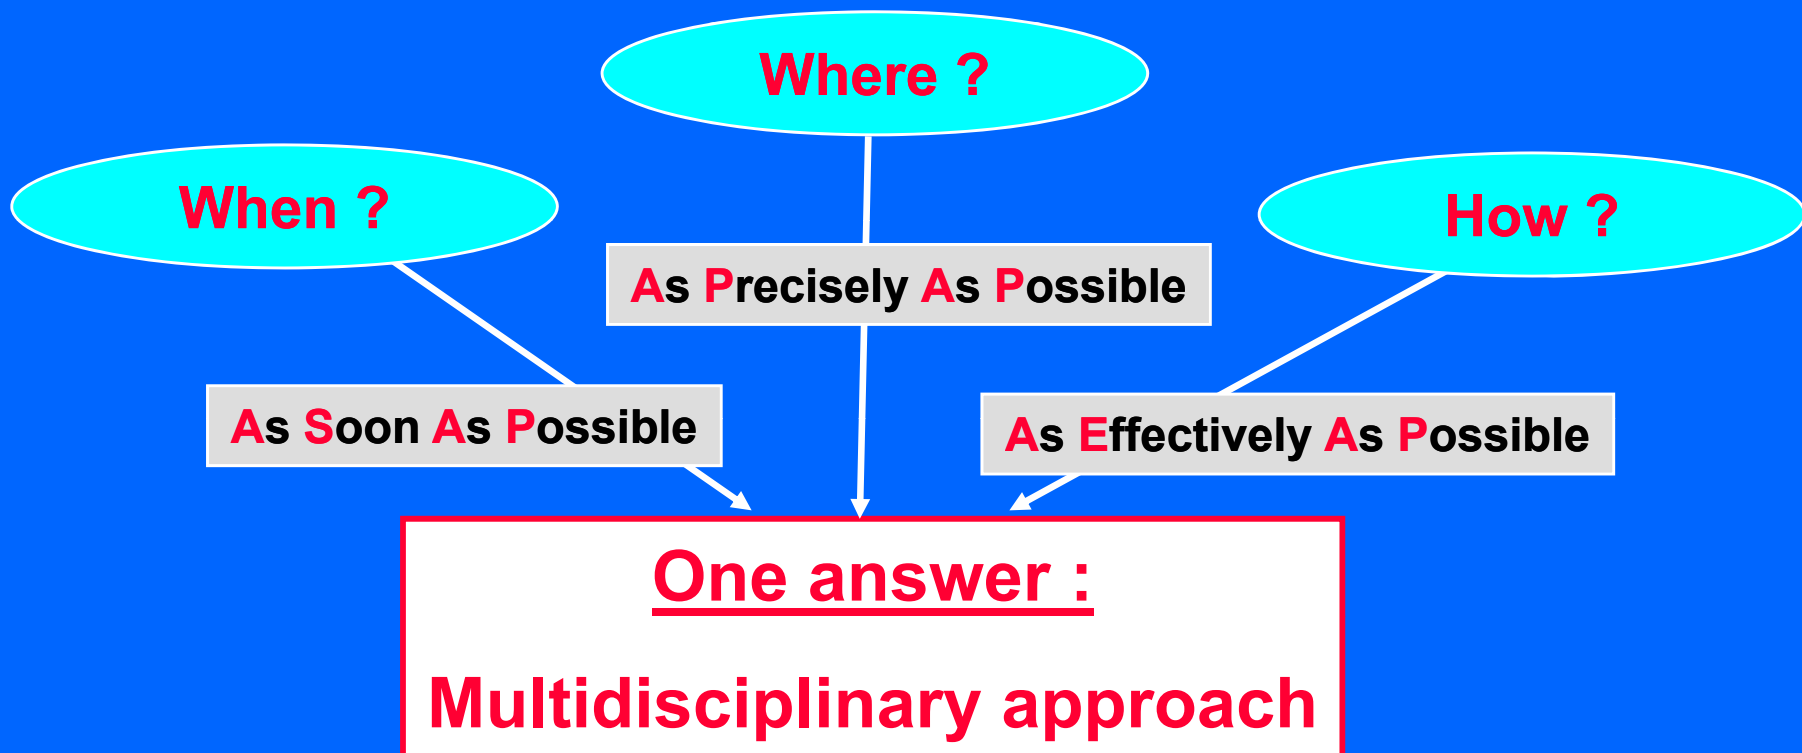 Where ?
When ?
How ?
As Precisely As Possible
As Soon As Possible
As Effectively As Possible
One answer :
Multidisciplinary approach